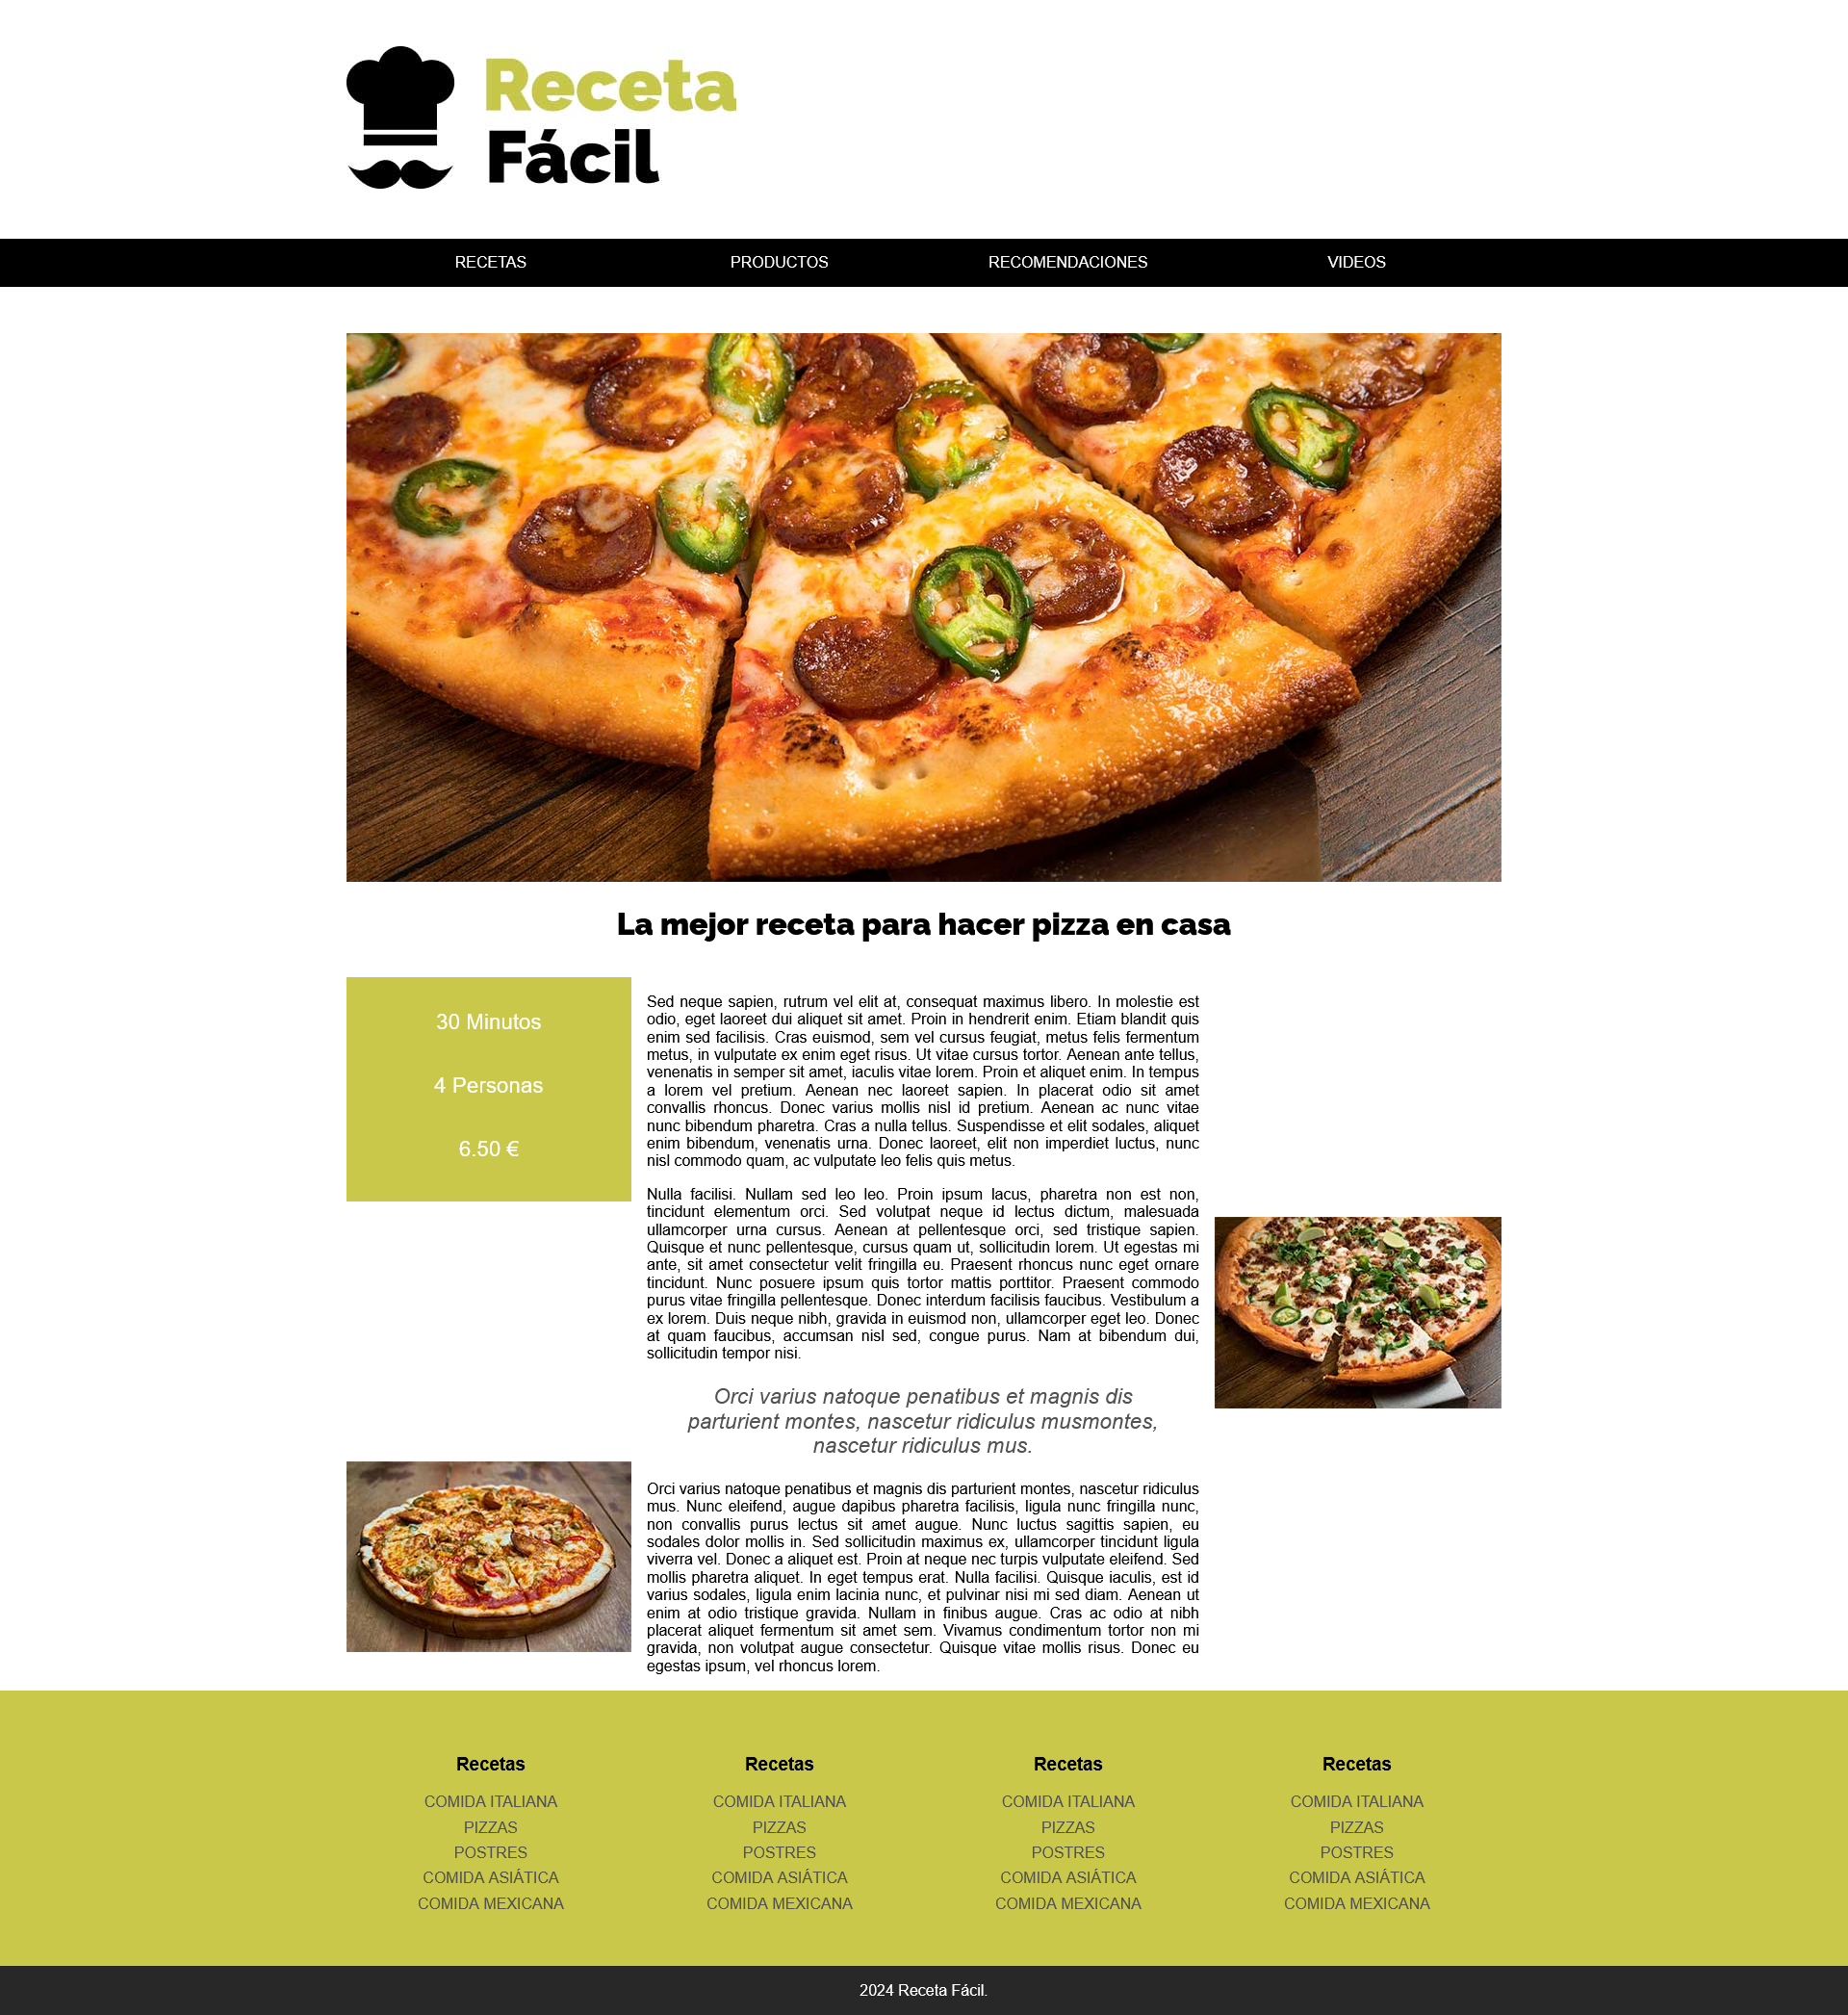 Receta
Fácil
RECETAS
PRODUCTOS
RECOMENDACIONES
VIDEOS
La mejor receta para hacer pizza en casa
30 Minutos
4 Personas
6.50 €
Sed neque sapien, rutrum vel elit at, consequat maximus libero. In molestie est
odio, eget laoreet dui aliquet sit amet. Proin in hendrerit enim. Etiam blandit quis
enim sed facilisis. Cras euismod, sem vel cursus feugiat, metus felis fermentum
metus, in vulputate ex enim eget risus. Ut vitae cursus tortor. Aenean ante tellus,
venenatis in semper sit amet, iaculis vitae lorem. Proin et aliquet enim. In tempus
a lorem vel pretium. Aenean nec laoreet sapien. In placerat odio sit amet
convallis rhoncus. Donec varius mollis nisl id pretium. Aenean ac nunc vitae
nunc bibendum pharetra. Cras a nulla tellus. Suspendisse et elit sodales, aliquet
enim bibendum, venenatis urna. Donec laoreet, elit non imperdiet luctus, nunc
nisl commodo quam, ac vulputate leo felis quis metus.
Nulla facilisi. Nullam sed leo leo. Proin ipsum lacus, pharetra non est non,
tincidunt elementum orci. Sed volutpat neque id lectus dictum, malesuada
ullamcorper urna cursus. Aenean at pellentesque orci, sed tristique sapien.
Quisque et nunc pellentesque, cursus quam ut, sollicitudin lorem. Ut egestas mi
ante, sit amet consectetur velit fringilla eu. Praesent rhoncus nunc eget ornare
tincidunt. Nunc posuere ipsum quis tortor mattis porttitor. Praesent commodo
purus vitae fringilla pellentesque. Donec interdum facilisis faucibus. Vestibulum a
ex lorem. Duis neque nibh, gravida in euismod non, ullamcorper eget leo. Donec
at quam faucibus, accumsan nisl sed, congue purus. Nam at bibendum dui,
sollicitudin tempor nisi.
Orci varius natoque penatibus et magnis dis
parturient montes, nascetur ridiculus musmontes,
nascetur ridiculus mus.
Orci varius natoque penatibus et magnis dis parturient montes, nascetur ridiculus
mus. Nunc eleifend, augue dapibus pharetra facilisis, ligula nunc fringilla nunc,
non convallis purus lectus sit amet augue. Nunc luctus sagittis sapien, eu
sodales dolor mollis in. Sed sollicitudin maximus ex, ullamcorper tincidunt ligula
viverra vel. Donec a aliquet est. Proin at neque nec turpis vulputate eleifend. Sed
mollis pharetra aliquet. In eget tempus erat. Nulla facilisi. Quisque iaculis, est id
varius sodales, ligula enim lacinia nunc, et pulvinar nisi mi sed diam. Aenean ut
enim at odio tristique gravida. Nullam in finibus augue. Cras ac odio at nibh
placerat aliquet fermentum sit amet sem. Vivamus condimentum tortor non mi
gravida, non volutpat augue consectetur. Quisque vitae mollis risus. Donec eu
egestas ipsum, vel rhoncus lorem.
Recetas
COMIDA ITALIANA
PIZZAS
POSTRES
COMIDA ASIÁTICA
COMIDA MEXICANA
Recetas
COMIDA ITALIANA
PIZZAS
POSTRES
COMIDA ASIÁTICA
COMIDA MEXICANA
Recetas
COMIDA ITALIANA
PIZZAS
POSTRES
COMIDA ASIÁTICA
COMIDA MEXICANA
Recetas
COMIDA ITALIANA
PIZZAS
POSTRES
COMIDA ASIÁTICA
COMIDA MEXICANA
2024 Receta Fácil.